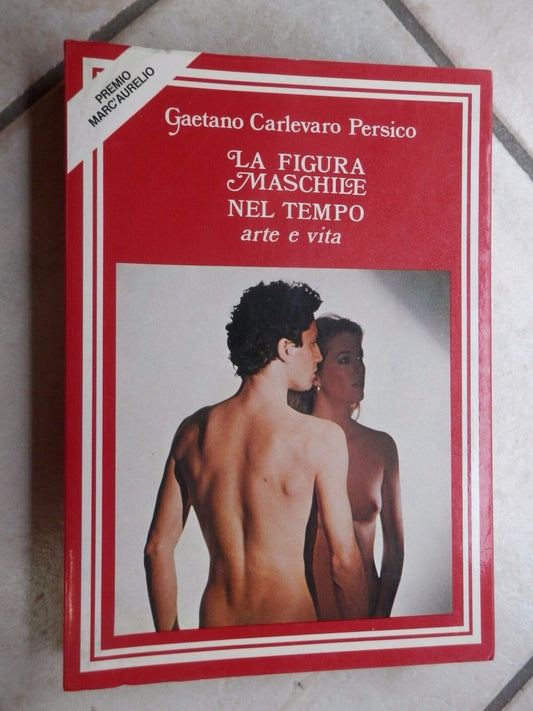 PREMIO
MARC'AURELIO
Gaetano Carlevaro Persico
LA FIGURA
MASCHILE
NEL TEMPO
arte e vita